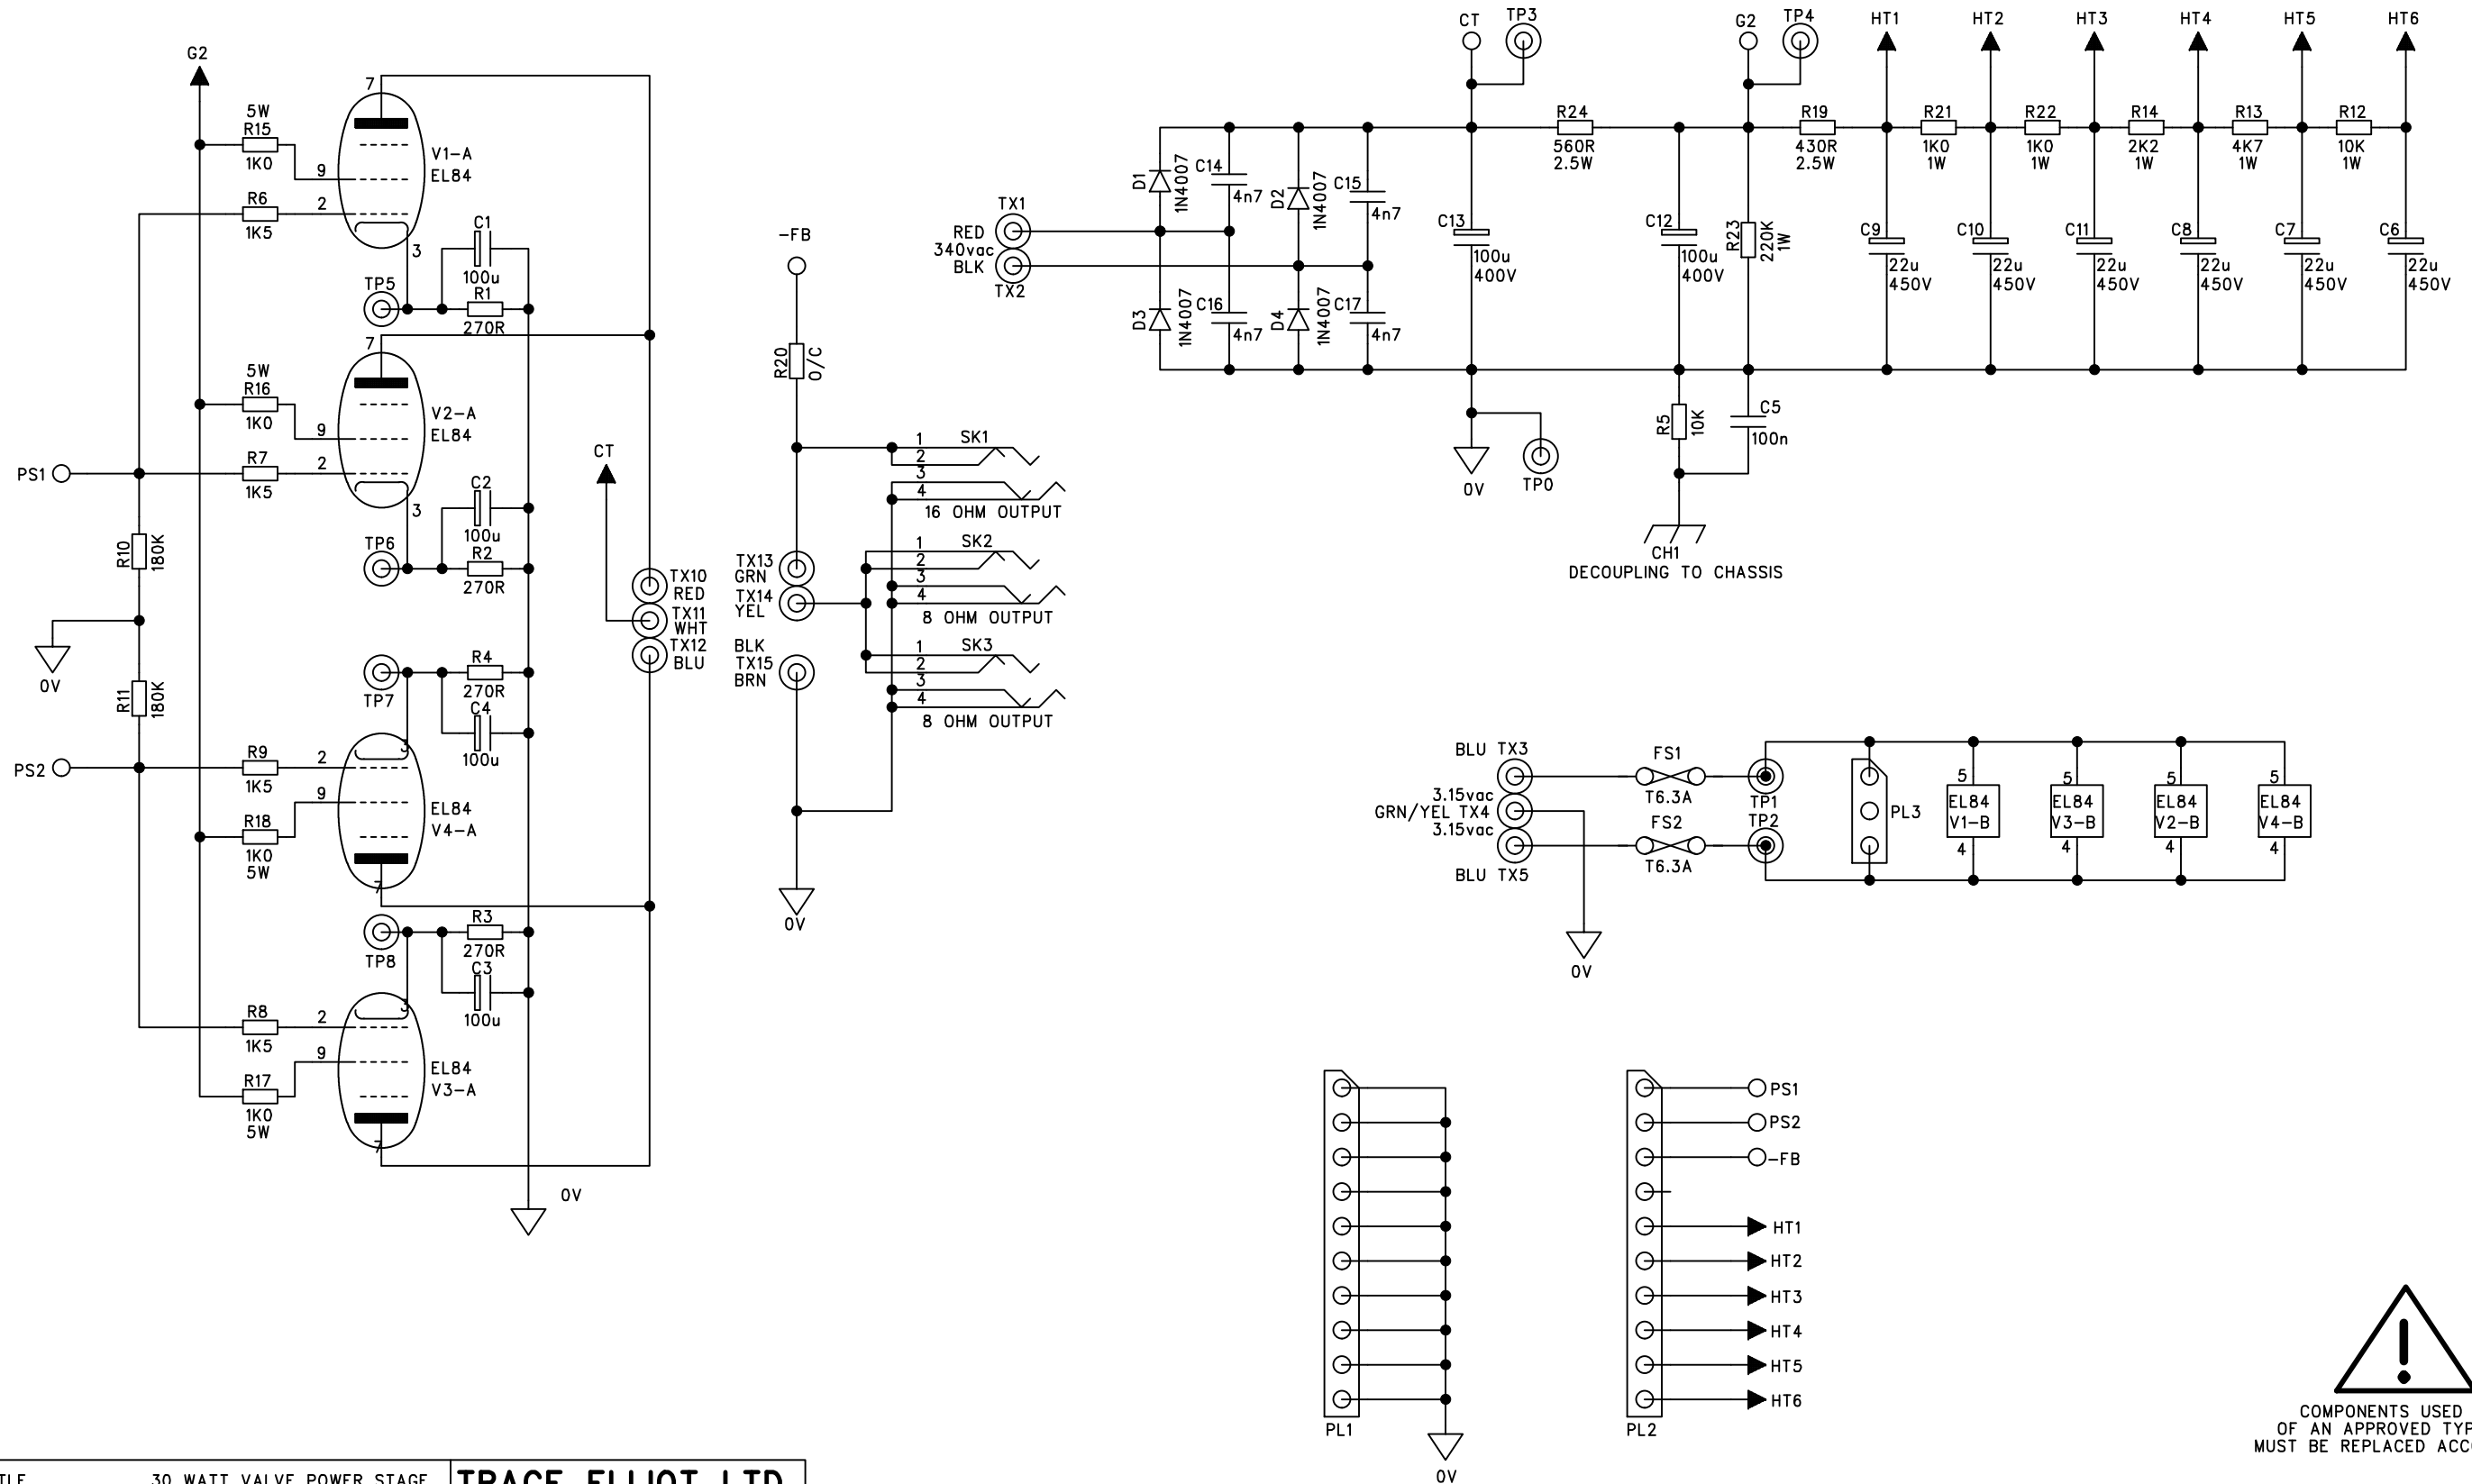 G2
5W
R15
1K0
7
9
V1-A
EL84
R6
1K5
2
3
C1
100u
TP5
R1
270R
5W
R16
1K0
7
9
V2-A
EL84
PS1
R7
1K5
2
3
C2
100u
TP6
R2
270R
R10
180K
0V
R11
180K
TP7
R4
270R
C4
100u
PS2
R9
1K5
2
3
9
R18
1K0
5W
EL84
V4-A
7
TP8
R3
270R
C3
100u
R8
1K5
2
3
9
R17
1K0
5W
EL84
V3-A
7
0V
CT
TX10
RED
TX11
WHT
TX12
BLU
-FB
R20
O/C
TX13
GRN
TX14
YEL
BLK
TX15
BRN
0V
1
2
3
4
SK1
16 OHM OUTPUT
1
2
3
4
SK2
8 OHM OUTPUT
1
2
3
4
SK3
8 OHM OUTPUT
TX1
RED
340vac
BLK
TX2
D1
1N4007
C14
4n7
D2
1N4007
C15
4n7
D3
1N4007
C16
4n7
D4
1N4007
C17
4n7
CT
TP3
C13
100u
400V
R24
560R
2.5W
G2
TP4
C12
100u
400V
R23
220K
1W
R19
430R
2.5W
HT1
HT2
HT3
HT4
HT5
HT6
R21
1K0
1W
R22
1K0
1W
R14
2K2
1W
R13
4K7
1W
R12
10K
1W
C9
22u
450V
C10
22u
450V
C11
22u
450V
C8
22u
450V
C7
22u
450V
C6
22u
450V
0V
TP0
R5
10K
C5
100n
CH1
DECOUPLING TO CHASSIS
BLU TX3
3.15vac
GRN/YEL TX4
3.15vac
BLU TX5
FS1
T6.3A
FS2
T6.3A
TP1
TP2
0V
PL3
5
EL84
V1-B
4
5
EL84
V3-B
4
5
EL84
V2-B
4
5
EL84
V4-B
4
PL1
0V
PL2
PS1
PS2
-FB
HT1
HT2
HT3
HT4
HT5
HT6
COMPONENTS USED
OF AN APPROVED TYP
MUST BE REPLACED ACC
TLE
30 WATT VALVE POWER STAGE
TRACE ELLIOT LTD